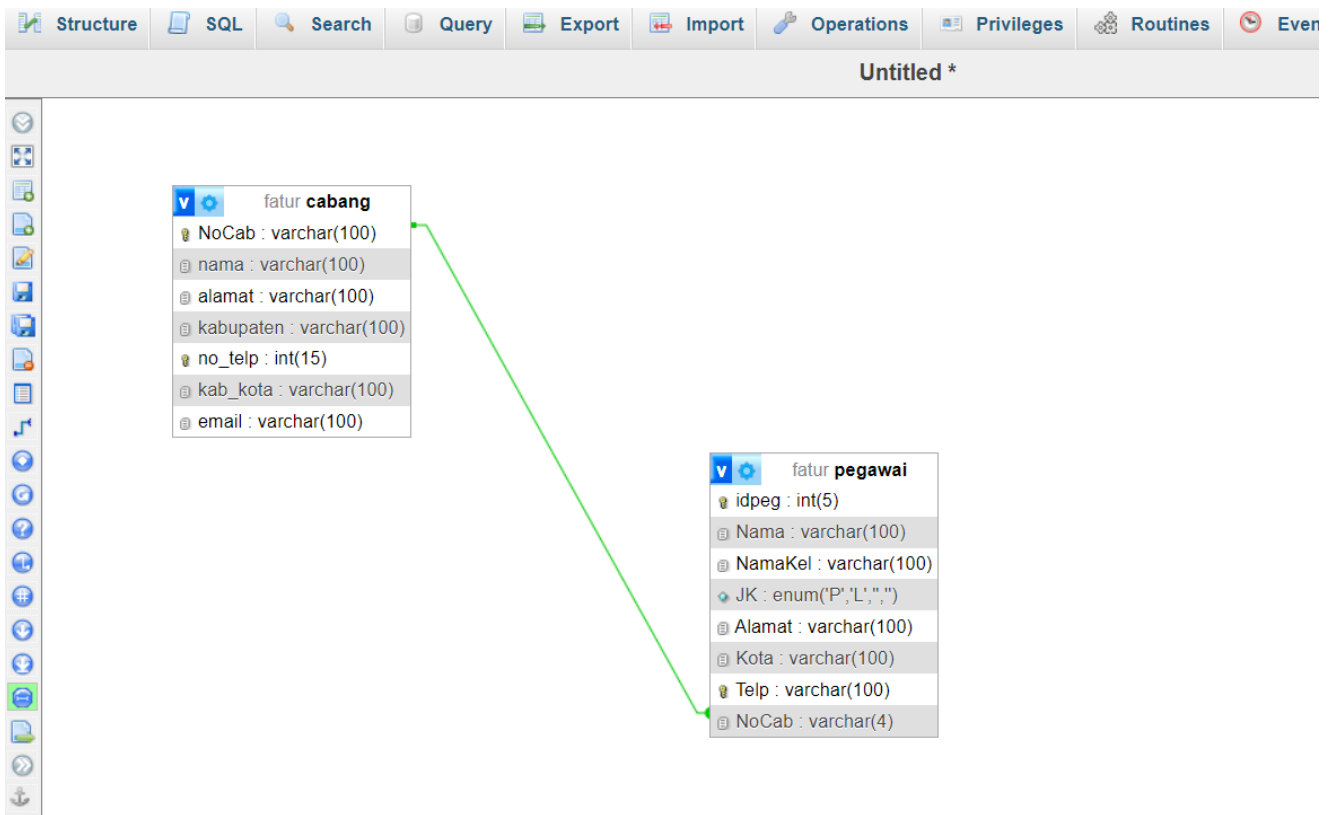 Structure SQL Search Query Export Import Operations Privileges Routines Even
Untitled *
v fatur cabang
NoCab : varchar(100)
nama : varchar(100)
alamat : varchar(100)
kabupaten : varchar(100)
no_telp : int(15)
kab_kota : varchar(100)
email : varchar(100)
v fatur pegawai
idpeg : int(5)
Nama : varchar(100)
NamaKel : varchar(100)
JK : enum('P','L','','')
Alamat : varchar(100)
Kota : varchar(100)
Telp : varchar(100)
NoCab : varchar(4)